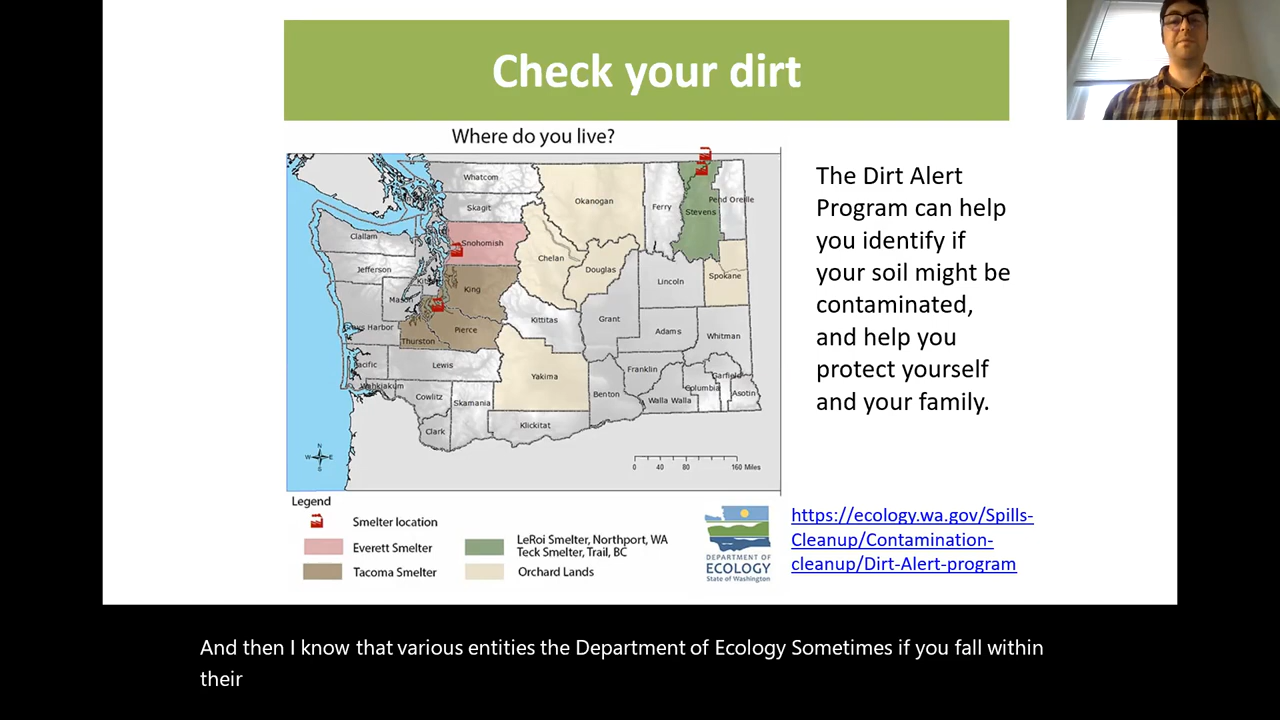 Check your dirt
Where do you live?
Whatcom
Skagit
Okanogan
Ferry
Stevens
Pend Oreille
Clallam
Snohomish
Chelan
Douglas
Jefferson
King
Lincoln
Spokane
Mason
Kittitas
Grant
Grays Harbor
Pierce
Adams
Whitman
Thurston
Pacific
Lewis
Yakima
Franklin
Garfield
Wahkiakum
Cowlitz
Skamania
Benton
Walla Walla
Columbia
Asotin
Clark
Klickitat
N
W E
S
0 40 80 160 Miles
The Dirt Alert
Program can help
you identify if
your soil might be
contaminated,
and help you
protect yourself
and your family.
Legend
Smelter location
Everett Smelter
Tacoma Smelter
LeRoi Smelter, Northport, WA
Teck Smelter, Trail, BC
Orchard Lands
DEPARTMENT OF
ECOLOGY
State of Washington
https://ecology.wa.gov/Spills-
Cleanup/Contamination-
cleanup/Dirt-Alert-program
And then I know that various entities the Department of Ecology Sometimes if you fall within
their